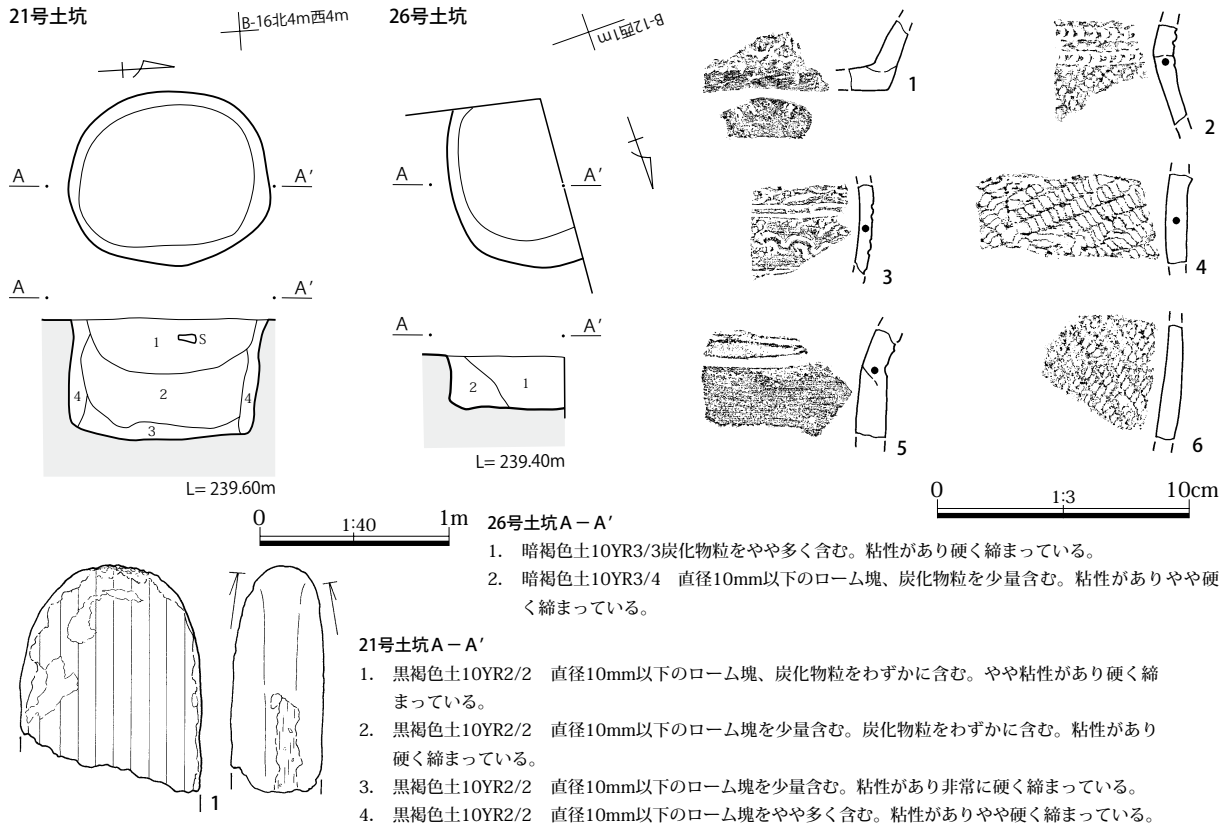 21号土坑
B-16北4m西4m
A
A′
A
A′
1
S
2
4
4
3
L= 239.60m
26号土坑
B-12西1m
A
A′
A
A′
2
1
L= 239.40m
1
2
3
4
5
6
0
1:3
10cm
0
1:40
1m
1
26号土坑A－A′
1. 暗褐色土10YR3/3炭化物粒をやや多く含む。粘性があり硬く締まっている。
2. 暗褐色土10YR3/4　直径10mm以下のローム塊、炭化物粒を少量含む。粘性がありやや硬
く締まっている。
21号土坑A－A′
1. 黒褐色土10YR2/2　直径10mm以下のローム塊、炭化物粒をわずかに含む。やや粘性があり硬く締
まっている。
2. 黒褐色土10YR2/2　直径10mm以下のローム塊を少量含む。炭化物粒をわずかに含む。粘性があり
硬く締まっている。
3. 黒褐色土10YR2/2　直径10mm以下のローム塊を少量含む。粘性があり非常に硬く締まっている。
4. 黒褐色土10YR2/2　直径10mm以下のローム塊をやや多く含む。粘性がありやや硬く締まっている。